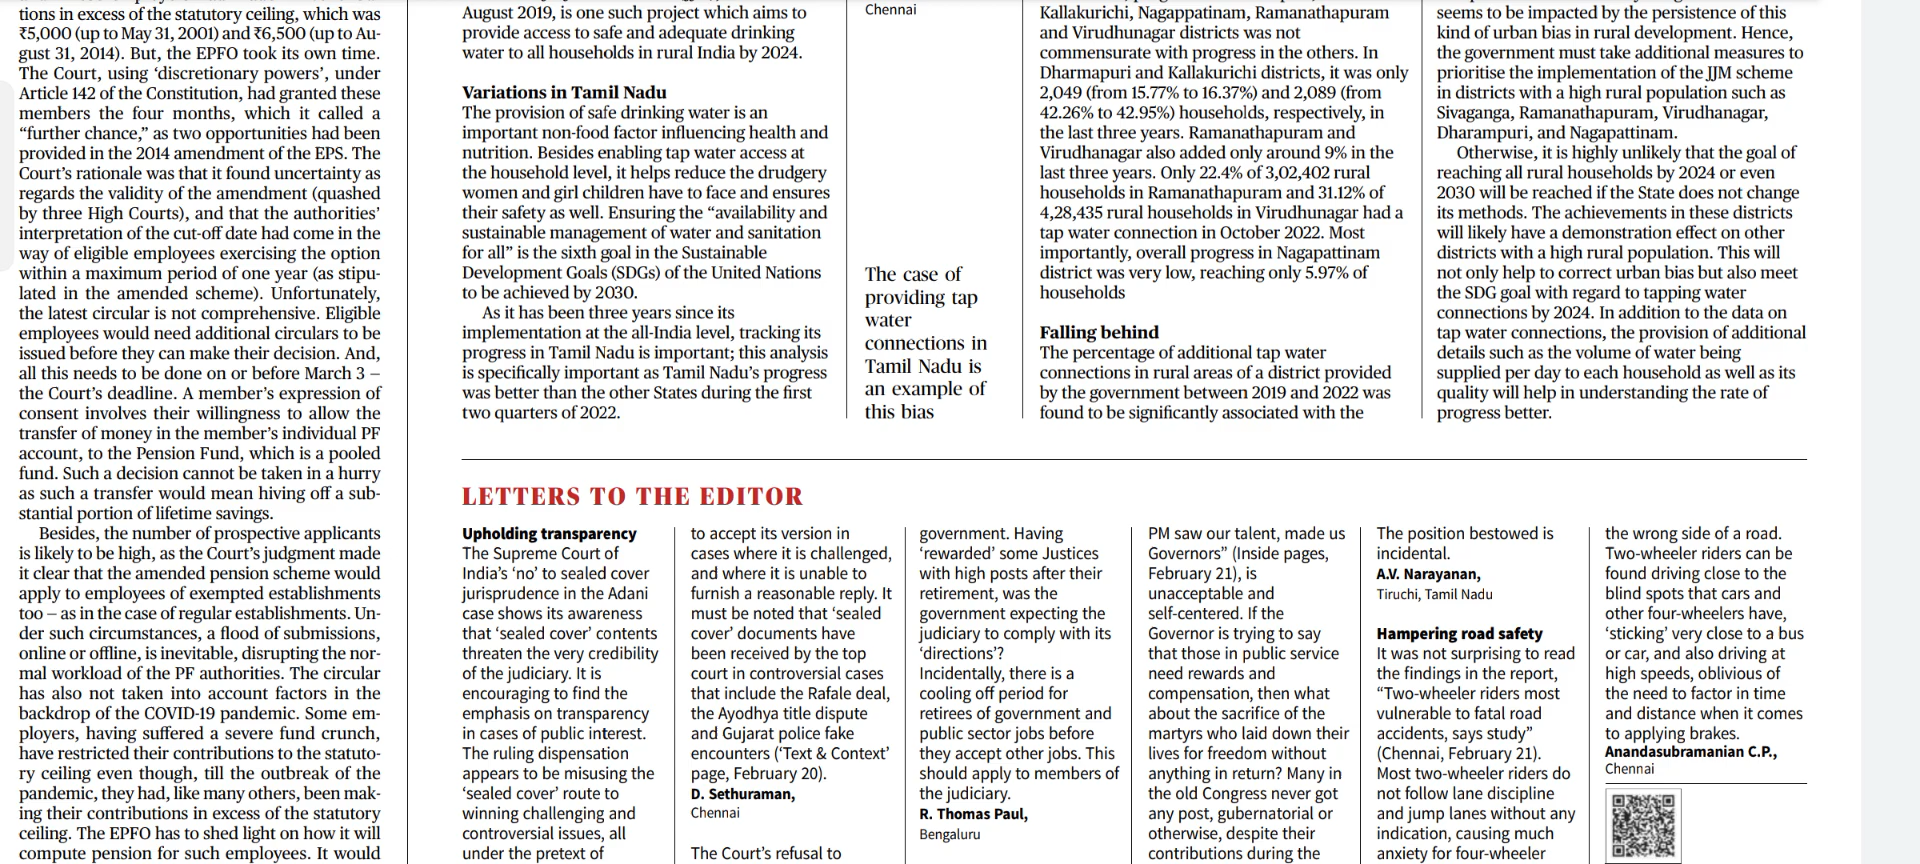 tions in excess of the statutory ceiling, which was
₹5,000 (up to May 31, 2001) and ₹6,500 (up to Au-
gust 31, 2014). But, the EPFO took its own time.
The Court, using ‘discretionary powers’, under
Article 142 of the Constitution, had granted these
members the four months, which it called a
“further chance,” as two opportunities had been
provided in the 2014 amendment of the EPS. The
Court’s rationale was that it found uncertainty as
regards the validity of the amendment (quashed
by three High Courts), and that the authorities’
interpretation of the cut-off date had come in the
way of eligible employees exercising the option
within a maximum period of one year (as stipu-
lated in the amended scheme). Unfortunately,
the latest circular is not comprehensive. Eligible
employees would need additional circulars to be
issued before they can make their decision. And,
all this needs to be done on or before March 3 –
the Court’s deadline. A member’s expression of
consent involves their willingness to allow the
transfer of money in the member’s individual PF
account, to the Pension Fund, which is a pooled
fund. Such a decision cannot be taken in a hurry
as such a transfer would mean hiving off a sub-
stantial portion of lifetime savings.
Besides, the number of prospective applicants
is likely to be high, as the Court’s judgment made
it clear that the amended pension scheme would
apply to employees of exempted establishments
too – as in the case of regular establishments. Un-
der such circumstances, a flood of submissions,
online or offline, is inevitable, disrupting the nor-
mal workload of the PF authorities. The circular
has also not taken into account factors in the
backdrop of the COVID-19 pandemic. Some em-
ployers, having suffered a severe fund crunch,
have restricted their contributions to the statuto-
ry ceiling even though, till the outbreak of the
pandemic, they had, like many others, been mak-
ing their contributions in excess of the statutory
ceiling. The EPFO has to shed light on how it will
compute pension for such employees. It would
August 2019, is one such project which aims to
provide access to safe and adequate drinking
water to all households in rural India by 2024.
Variations in Tamil Nadu
The provision of safe drinking water is an
important non-food factor influencing health and
nutrition. Besides enabling tap water access at
the household level, it helps reduce the drudgery
women and girl children have to face and ensures
their safety as well. Ensuring the “availability and
sustainable management of water and sanitation
for all” is the sixth goal in the Sustainable
Development Goals (SDGs) of the United Nations
to be achieved by 2030.
As it has been three years since its
implementation at the all-India level, tracking its
progress in Tamil Nadu is important; this analysis
is specifically important as Tamil Nadu’s progress
was better than the other States during the first
two quarters of 2022.
Chennai
The case of
providing tap
water
connections in
Tamil Nadu is
an example of
this bias
Kallakurichi, Nagappatinam, Ramanathapuram
and Virudhunagar districts was not
commensurate with progress in the others. In
Dharmapuri and Kallakurichi districts, it was only
2,049 (from 15.77% to 16.37%) and 2,089 (from
42.26% to 42.95%) households, respectively, in
the last three years. Ramanathapuram and
Virudhanagar also added only around 9% in the
last three years. Only 22.4% of 3,02,402 rural
households in Ramanathapuram and 31.12% of
4,28,435 rural households in Virudhunagar had a
tap water connection in October 2022. Most
importantly, overall progress in Nagapattinam
district was very low, reaching only 5.97% of
households
Falling behind
The percentage of additional tap water
connections in rural areas of a district provided
by the government between 2019 and 2022 was
found to be significantly associated with the
seems to be impacted by the persistence of this
kind of urban bias in rural development. Hence,
the government must take additional measures to
prioritise the implementation of the JJM scheme
in districts with a high rural population such as
Sivaganga, Ramanathapuram, Virudhanagar,
Dharampuri, and Nagapattinam.
Otherwise, it is highly unlikely that the goal of
reaching all rural households by 2024 or even
2030 will be reached if the State does not change
its methods. The achievements in these districts
will likely have a demonstration effect on other
districts with a high rural population. This will
not only help to correct urban bias but also meet
the SDG goal with regard to tapping water
connections by 2024. In addition to the data on
tap water connections, the provision of additional
details such as the volume of water being
supplied per day to each household as well as its
quality will help in understanding the rate of
progress better.
LETTERS TO THE EDITOR
Upholding transparency
The Supreme Court of
India’s ‘no’ to sealed cover
jurisprudence in the Adani
case shows its awareness
that ‘sealed cover’ contents
threaten the very credibility
of the judiciary. It is
encouraging to find the
emphasis on transparency
in cases of public interest.
The ruling dispensation
appears to be misusing the
‘sealed cover’ route to
winning challenging and
controversial issues, all
under the pretext of
to accept its version in
cases where it is challenged,
and where it is unable to
furnish a reasonable reply. It
must be noted that ‘sealed
cover’ documents have
been received by the top
court in controversial cases
that include the Rafale deal,
the Ayodhya title dispute
and Gujarat police fake
encounters (‘Text & Context’
page, February 20).
D. Sethuraman,
Chennai
The Court’s refusal to
government. Having
‘rewarded’ some Justices
with high posts after their
retirement, was the
government expecting the
judiciary to comply with its
‘directions’?
Incidentally, there is a
cooling off period for
retirees of government and
public sector jobs before
they accept other jobs. This
should apply to members of
the judiciary.
R. Thomas Paul,
Bengaluru
PM saw our talent, made us
Governors” (Inside pages,
February 21), is
unacceptable and
self-centered. If the
Governor is trying to say
that those in public service
need rewards and
compensation, then what
about the sacrifice of the
martyrs who laid down their
lives for freedom without
anything in return? Many in
the old Congress never got
any post, gubernatorial or
otherwise, despite their
contributions during the
The position bestowed is
incidental.
A.V. Narayanan,
Tiruchi, Tamil Nadu
Hampering road safety
It was not surprising to read
the findings in the report,
“Two-wheeler riders most
vulnerable to fatal road
accidents, says study”
(Chennai, February 21).
Most two-wheeler riders do
not follow lane discipline
and jump lanes without any
indication, causing much
anxiety for four-wheeler
the wrong side of a road.
Two-wheeler riders can be
found driving close to the
blind spots that cars and
other four-wheelers have,
‘sticking’ very close to a bus
or car, and also driving at
high speeds, oblivious of
the need to factor in time
and distance when it comes
to applying brakes.
Anandasubramanian C.P.,
Chennai